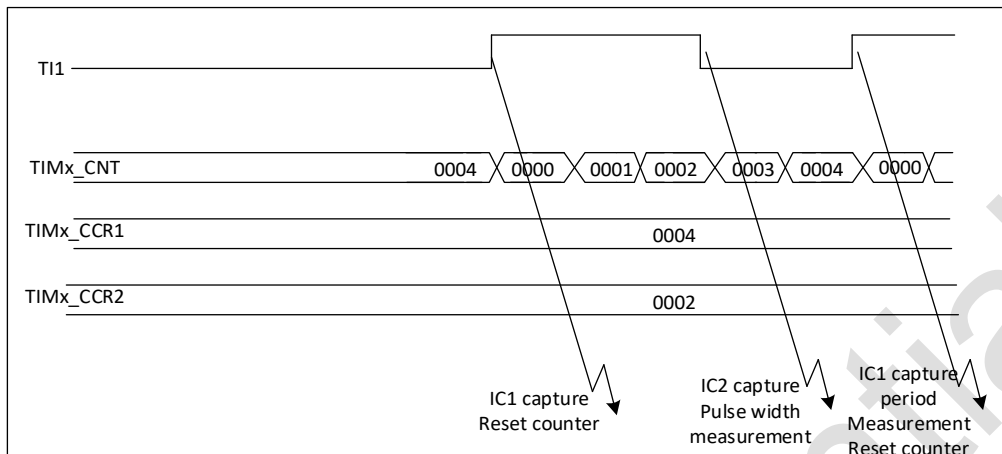 TI1
TIMx_CNT
0004 0000 0001 0002 0003 0004 0000
TIMx_CCR1
0004
TIMx_CCR2
0002
IC1 capture
Reset counter
IC2 capture
Pulse width
measurement
IC1 capture
period
Measurement
Reset counter